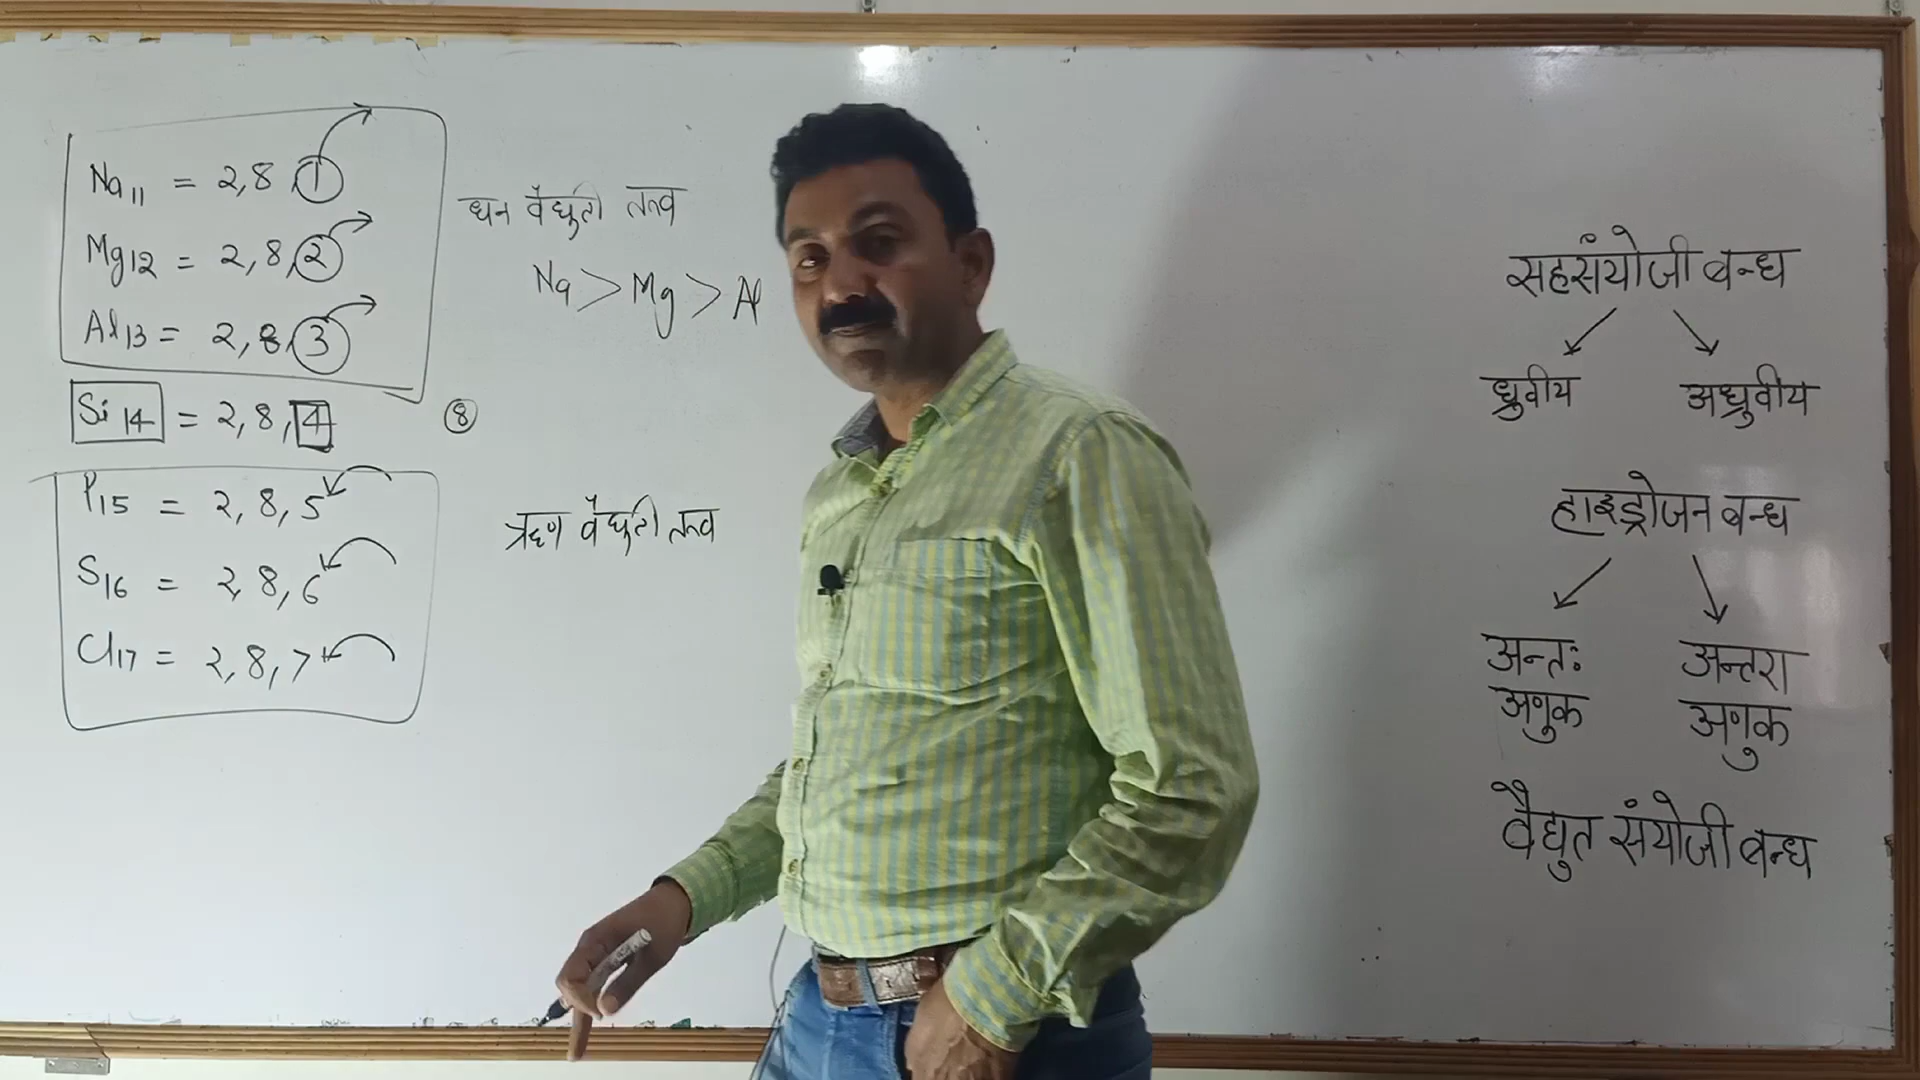 Na11 = 2,8,1
Mg12 = 2,8,2
Al13 = 2,8,3
Si14 = 2,8,4
8
P15 = 2,8,5
S16 = 2,8,6
Cl17 = 2,8,7
धन वैधुती तत्व
Na > Mg > Al
ऋण वैधुती तत्व
सहसंयोजी बन्ध
ध्रुवीय अध्रुवीय
हाइड्रोजन बन्ध
अन्तः अन्तरा
अणुक अणुक
वैद्युत संयोजी बन्ध